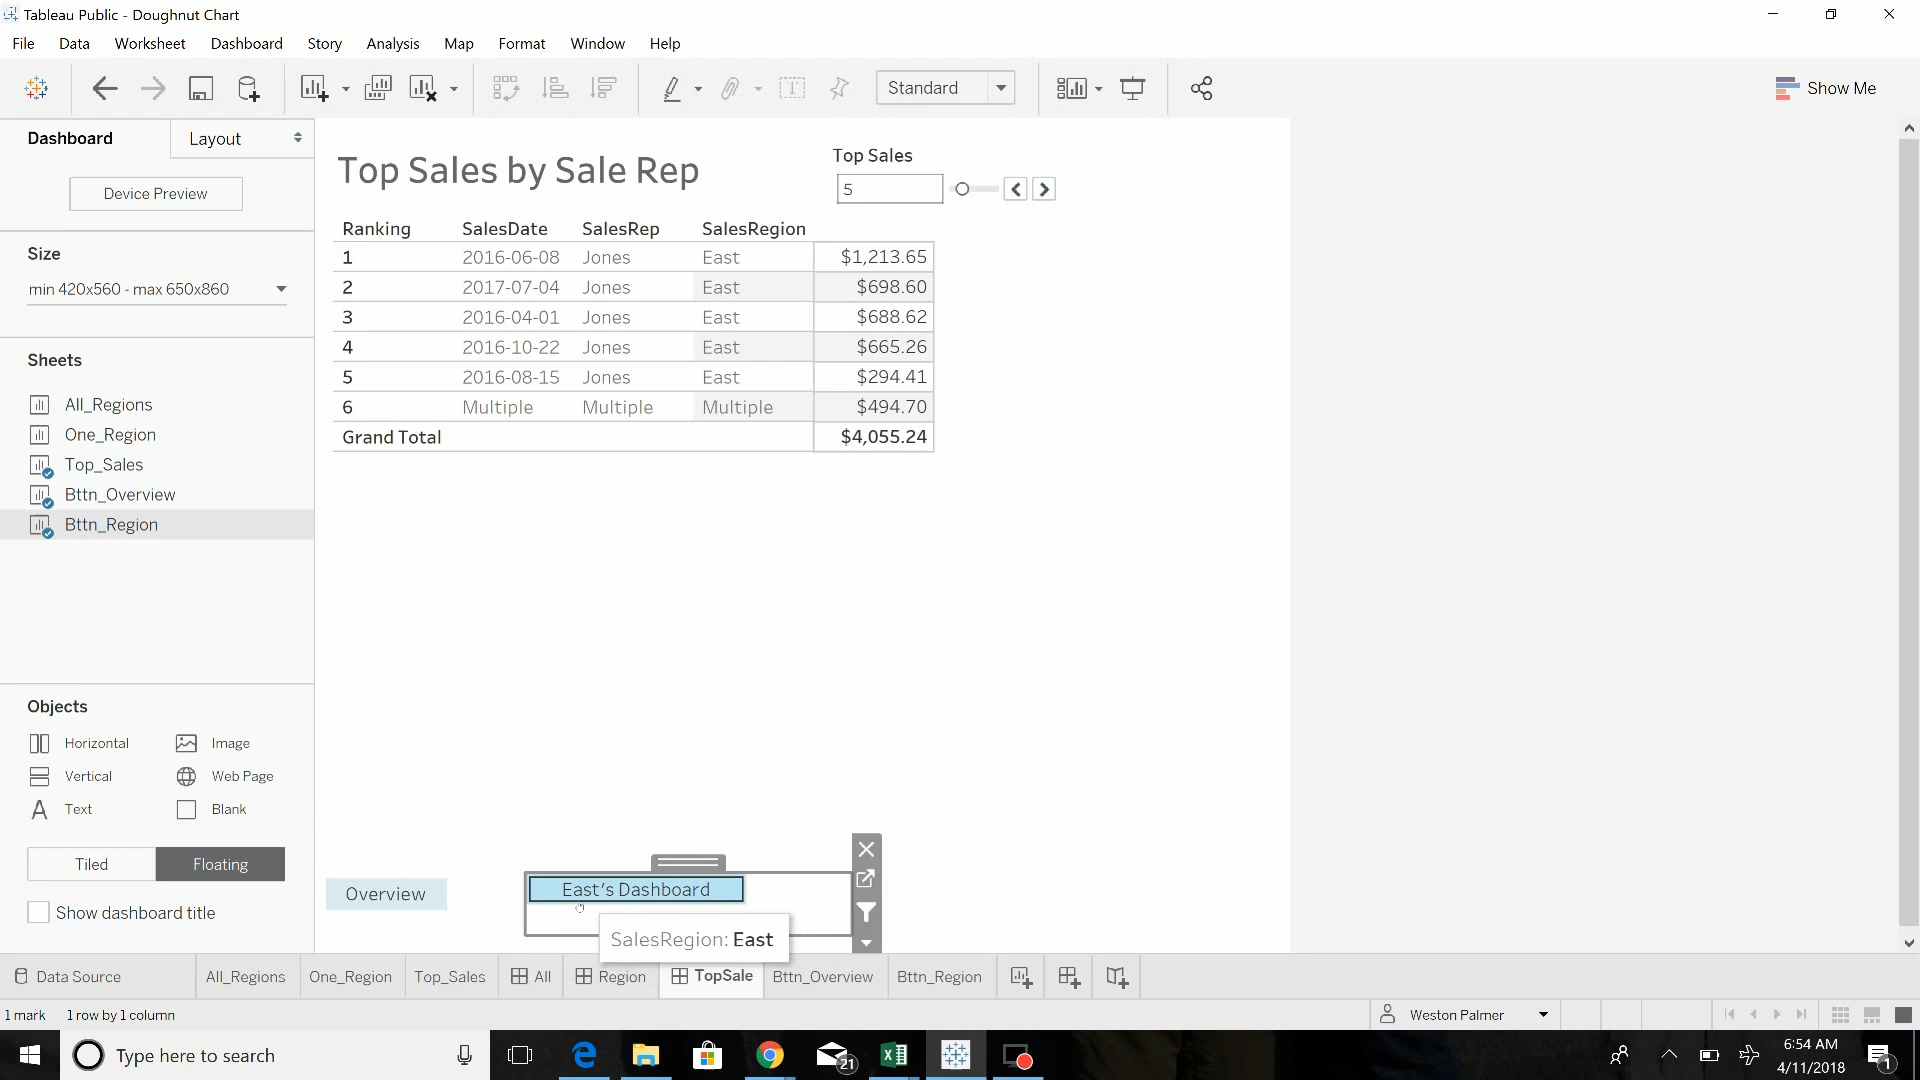 Tableau Public - Doughnut Chart
File Data Worksheet Dashboard Story Analysis Map Format Window Help
Standard
Show Me
Dashboard
Layout
Device Preview
Size
min 420x560 - max 650x860
Sheets
All_Regions
One_Region
Top_Sales
Bttn_Overview
Bttn_Region
Objects
Horizontal Image
Vertical Web Page
Text Blank
Tiled Floating
Show dashboard title
Top Sales by Sale Rep
Top Sales
5
Ranking SalesDate SalesRep SalesRegion
1 2016-06-08 Jones East $1,213.65
2 2017-07-04 Jones East $698.60
3 2016-04-01 Jones East $688.62
4 2016-10-22 Jones East $665.26
5 2016-08-15 Jones East $294.41
6 Multiple Multiple Multiple $494.70
Grand Total $4,055.24
Overview
East's Dashboard
SalesRegion: East
Data Source All_Regions One_Region Top_Sales All Region TopSale Bttn_Overview Bttn_Region
1 mark 1 row by 1 column
Weston Palmer
Type here to search
21
6:54 AM
4/11/2018
1